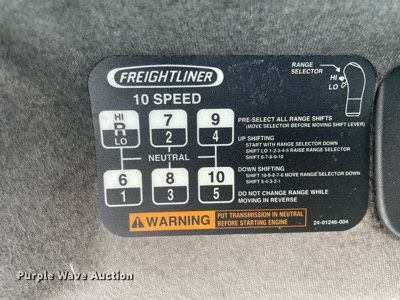 FREIGHTLINER
10 SPEED
RANGE
SELECTOR
HI
LO
HI
R
LO
7
2
9
4
NEUTRAL
6
1
8
3
10
5
PRE-SELECT ALL RANGE SHIFTS
(MOVE SELECTOR BEFORE MOVING SHIFT LEVER)
UP SHIFTING
START WITH RANGE SELECTOR DOWN
SHIFT LO 1-2-3-4-5 RAISE RANGE SELECTOR
SHIFT 6-7-8-9-10
DOWN SHIFTING
SHIFT 10-9-8-7-6 MOVE RANGE SELECTOR DOWN
SHIFT 5-4-3-2-1
DO NOT CHANGE RANGE WHILE
MOVING IN REVERSE
WARNING
PUT TRANSMISSION IN NEUTRAL
BEFORE STARTING ENGINE
24-01246-004
Purple Wave Auction